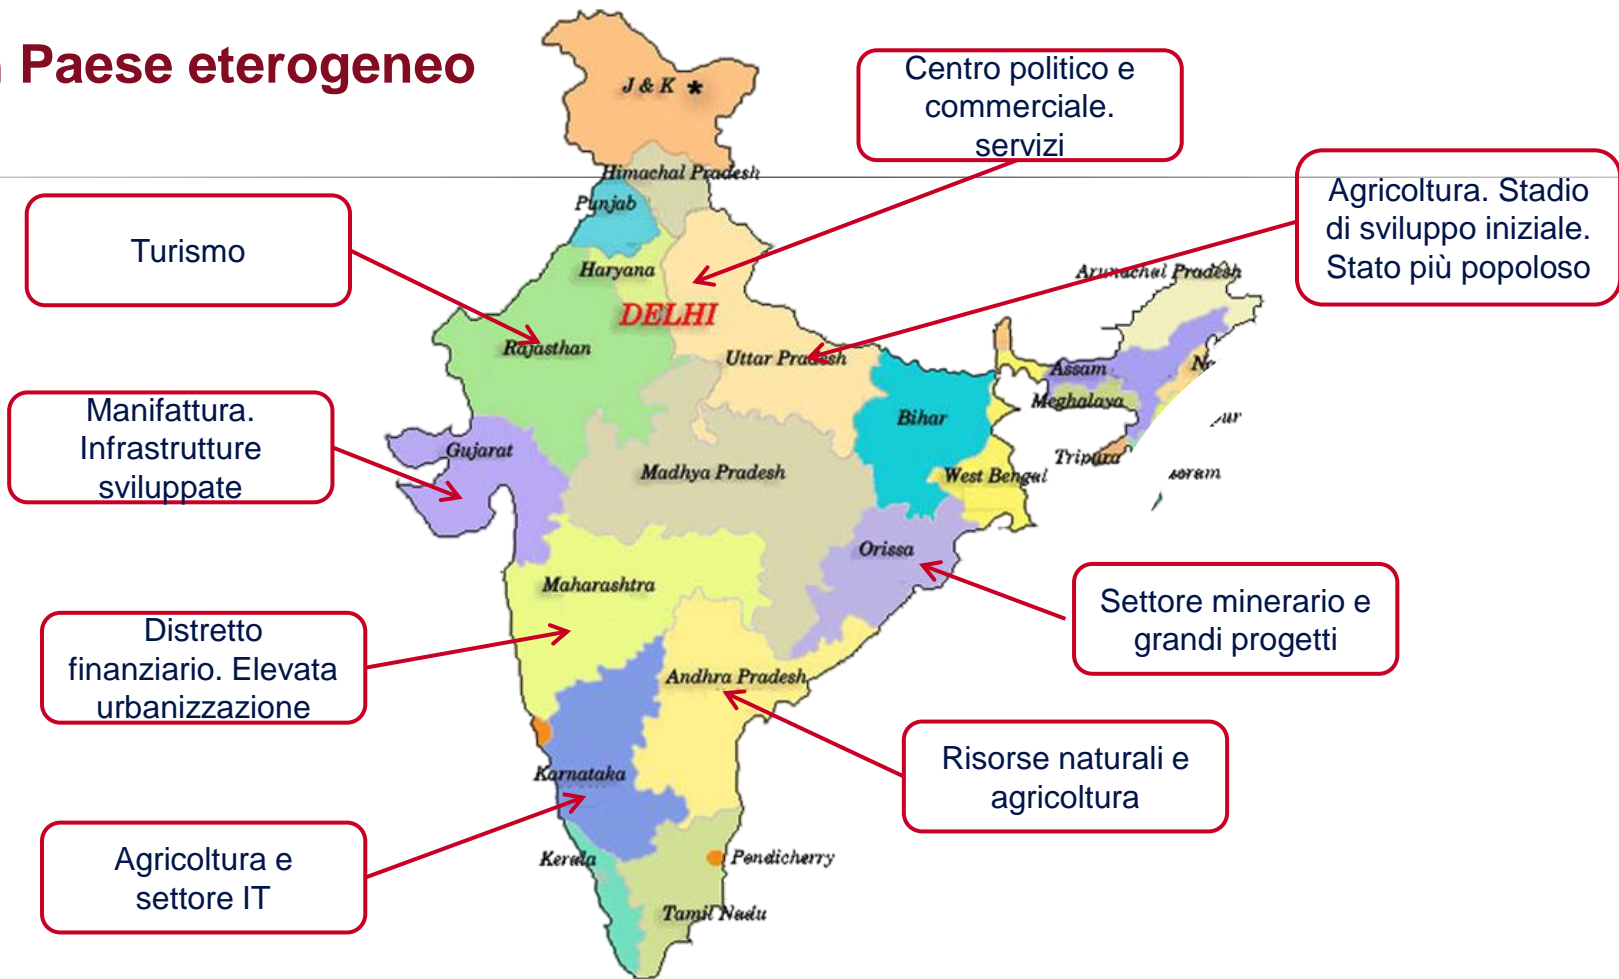 Paese eterogeneo
J & K *
Centro politico e
commerciale.
servizi
Himachal Pradesh
Punjab
Agricoltura. Stadio
di sviluppo iniziale.
Stato più popoloso
Turismo
Haryana
Arunachal Pradesh
DELHI
Rajasthan
Uttar Pradesh
Assam
Manifattura.
Infrastrutture
sviluppate
Meghalaya
Bihar
Gujarat
Tripura
Madhya Pradesh
West Bengal
Orissa
Maharashtra
Settore minerario e
grandi progetti
Distretto
finanziario. Elevata
urbanizzazione
Andhra Pradesh
Risorse naturali e
agricoltura
Karnataka
Agricoltura e
settore IT
Kerala
Pondicherry
Tamil Nadu